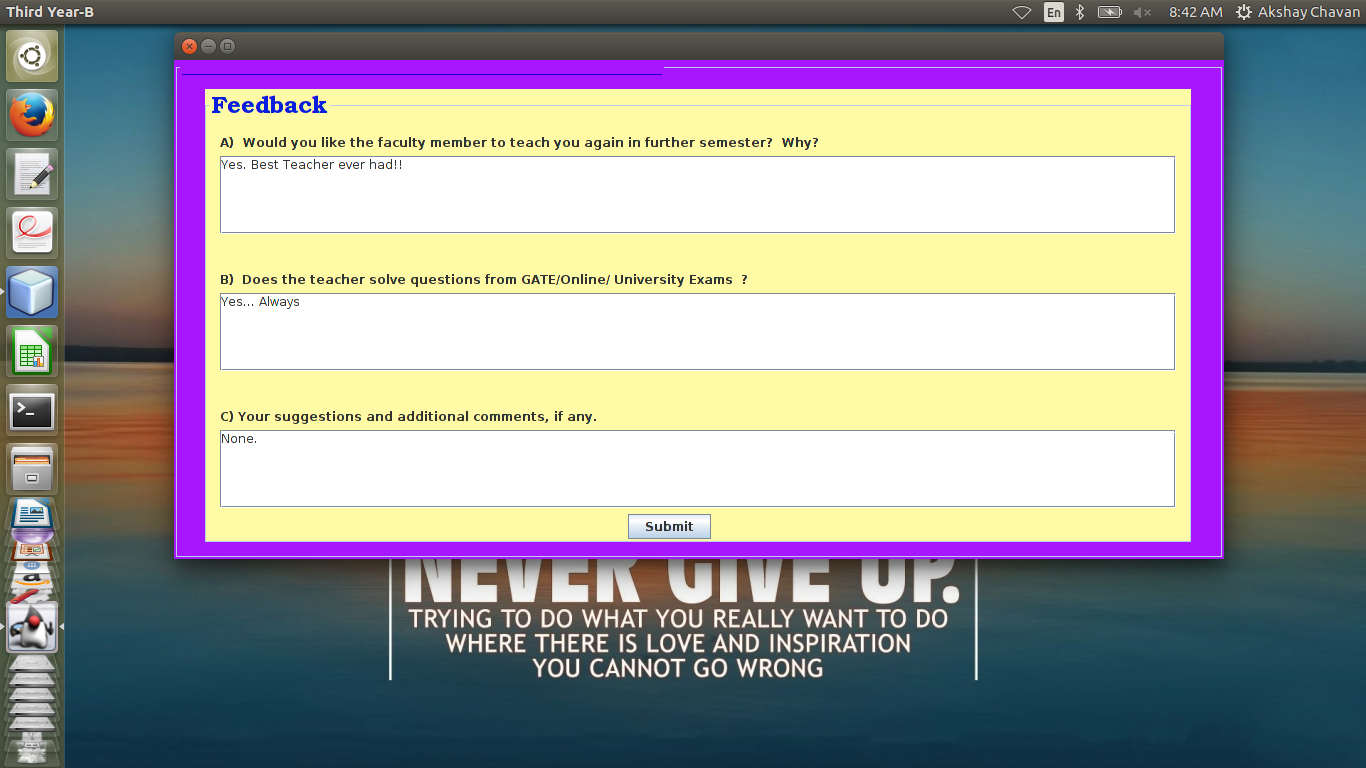 Third Year-B
En
8:42 AM
Akshay Chavan
Feedback
A)  Would you like the faculty member to teach you again in further semester?  Why?
Yes. Best Teacher ever had!!
B)  Does the teacher solve questions from GATE/Online/ University Exams  ?
Yes... Always
C) Your suggestions and additional comments, if any.
None.
Submit
NEVER GIVE UP.
TRYING TO DO WHAT YOU REALLY WANT TO DO
WHERE THERE IS LOVE AND INSPIRATION
YOU CANNOT GO WRONG